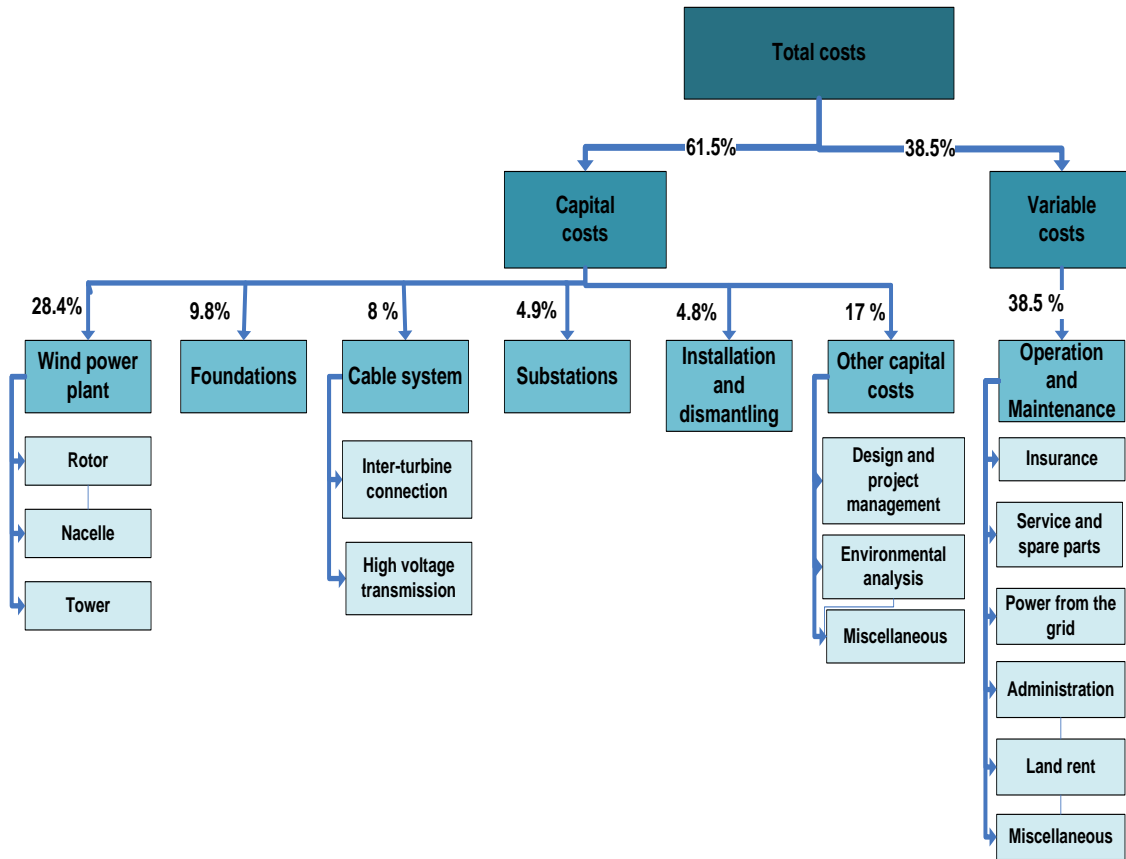 Total costs
61.5%
38.5%
Capital
costs
Variable
costs
28.4%
9.8%
8 %
4.9%
4.8%
17 %
38.5 %
Wind power
plant
Foundations
Cable system
Substations
Installation
and
dismantling
Other capital
costs
Operation
and
Maintenance
Rotor
Nacelle
Tower
Inter-turbine
connection
High voltage
transmission
Design and
project
management
Environmental
analysis
Miscellaneous
Insurance
Service and
spare parts
Power from the
grid
Administration
Land rent
Miscellaneous